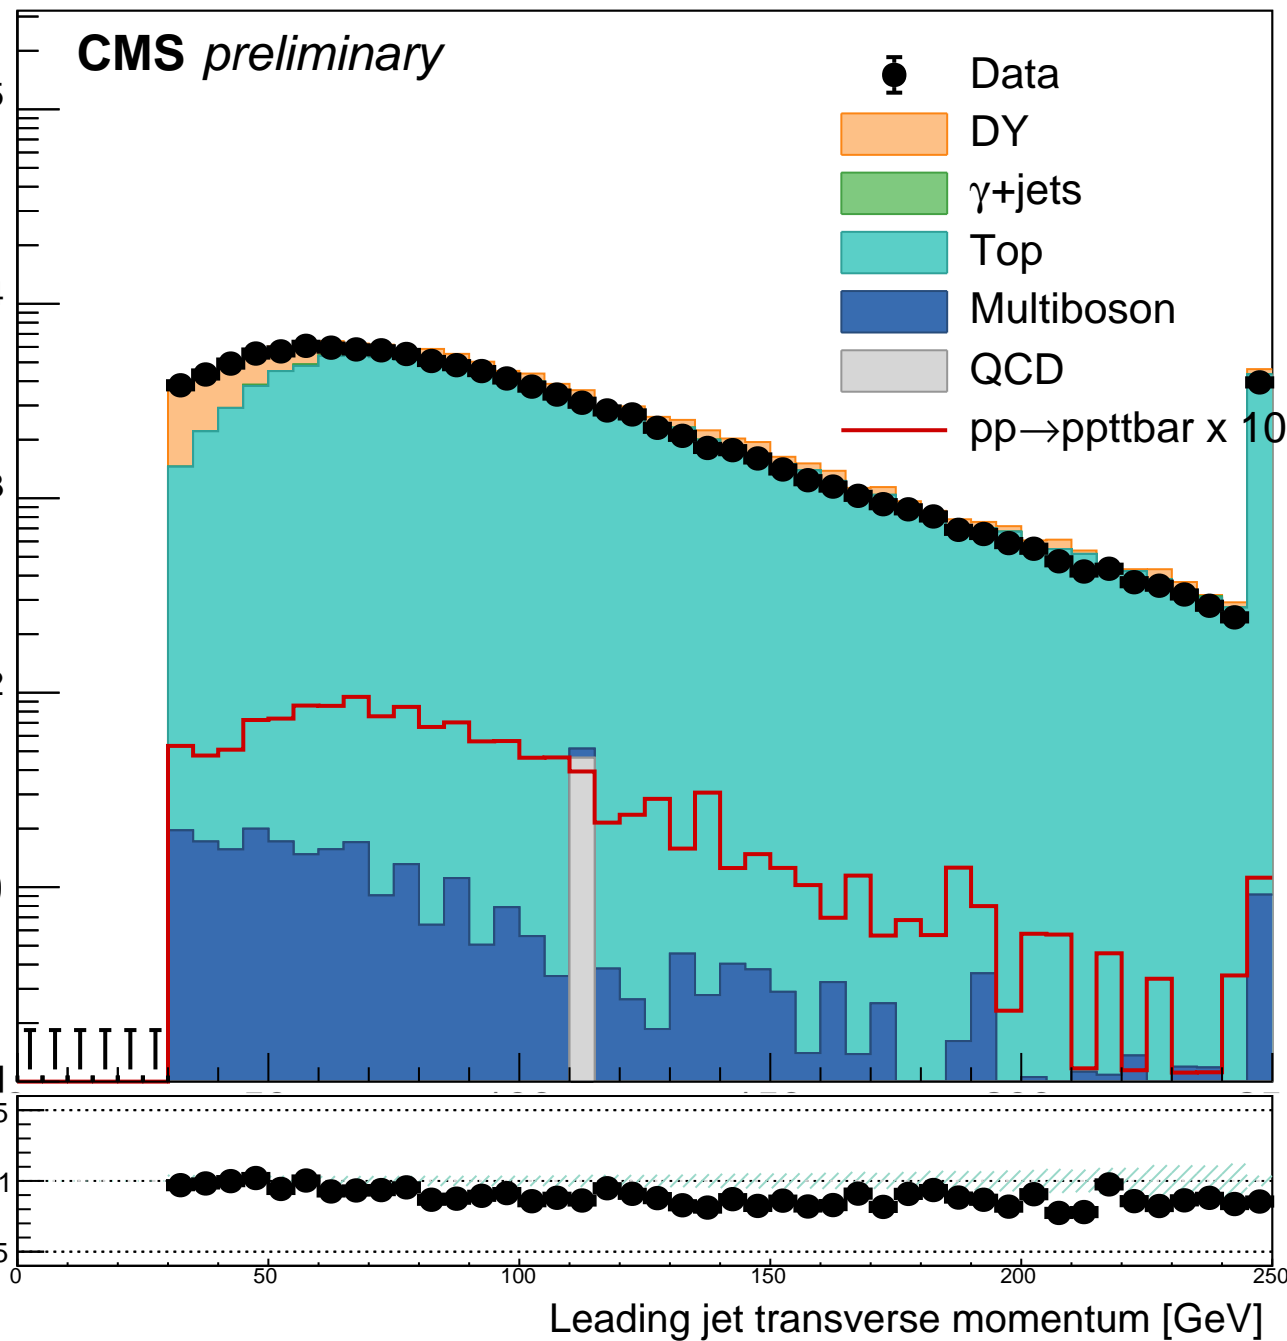 CMS preliminary
Data
DY
γ+jets
Top
Multiboson
QCD
pp→ppttbar x 10
1
0 50 100 150 200 250
Leading jet transverse momentum [GeV]